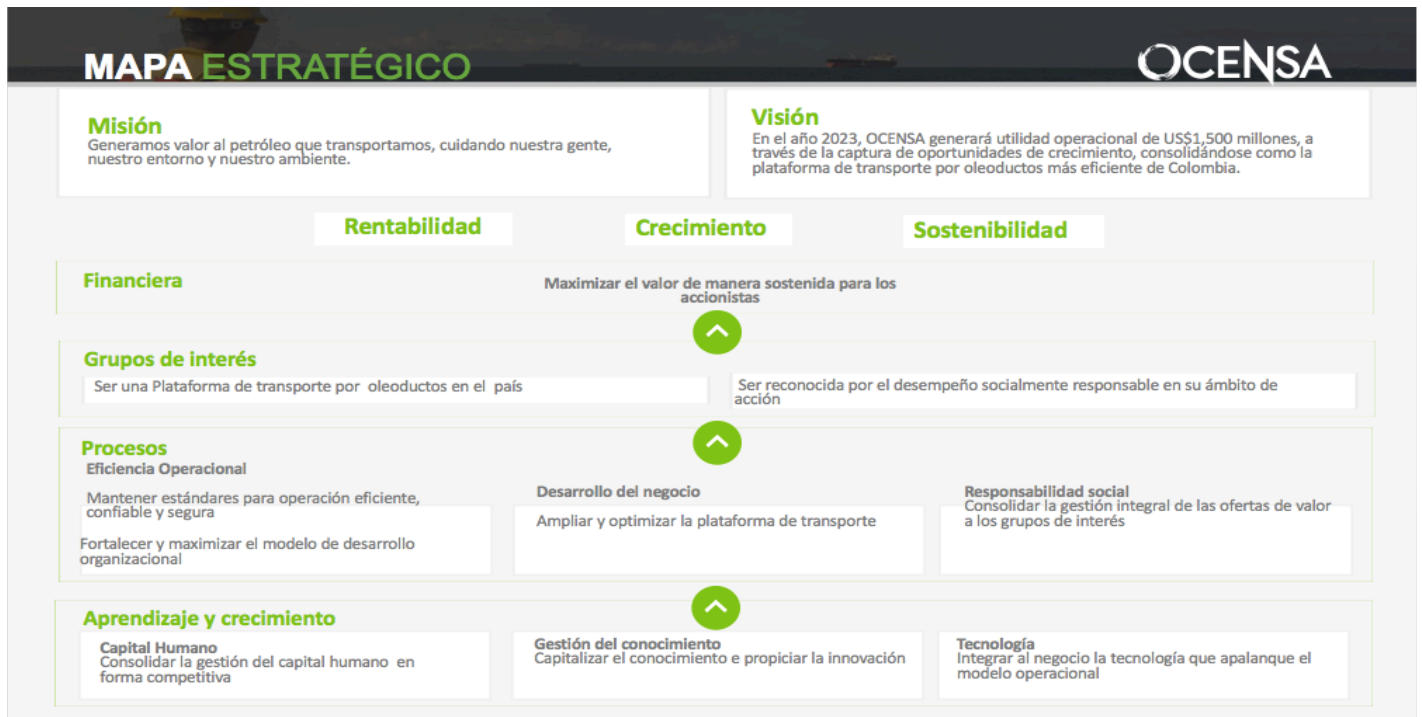 MAPA ESTRATÉGICO
OCENSA
Misión
Generamos valor al petróleo que transportamos, cuidando nuestra gente,
nuestro entorno y nuestro ambiente.
Visión
En el año 2023, OCENSA generará utilidad operacional de US$1,500 millones, a
través de la captura de oportunidades de crecimiento, consolidándose como la
plataforma de transporte por oleoductos más eficiente de Colombia.
Rentabilidad
Crecimiento
Sostenibilidad
Financiera
Maximizar el valor de manera sostenida para los
accionistas
Grupos de interés
Ser una Plataforma de transporte por oleoductos en el país
Ser reconocida por el desempeño socialmente responsable en su ámbito de
acción
Procesos
Eficiencia Operacional
Mantener estándares para operación eficiente,
confiable y segura
Fortalecer y maximizar el modelo de desarrollo
organizacional
Desarrollo del negocio
Ampliar y optimizar la plataforma de transporte
Responsabilidad social
Consolidar la gestión integral de las ofertas de valor
a los grupos de interés
Aprendizaje y crecimiento
Capital Humano
Consolidar la gestión del capital humano en
forma competitiva
Gestión del conocimiento
Capitalizar el conocimiento e propiciar la innovación
Tecnología
Integrar al negocio la tecnología que apalanque el
modelo operacional